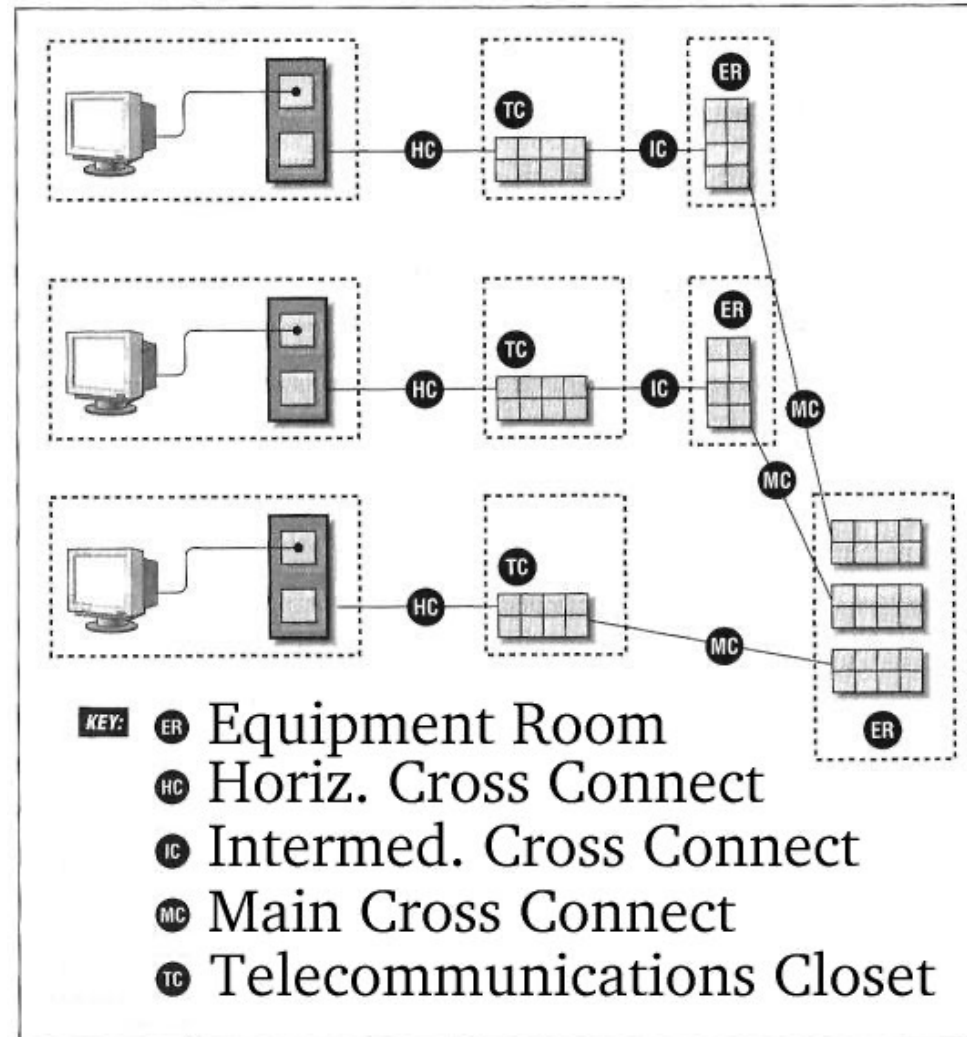 ER
TC
HC
IC
ER
TC
HC
IC
MC
MC
TC
HC
MC
ER
KEY:
ER Equipment Room
HC Horiz. Cross Connect
IC Intermed. Cross Connect
MC Main Cross Connect
TC Telecommunications Closet